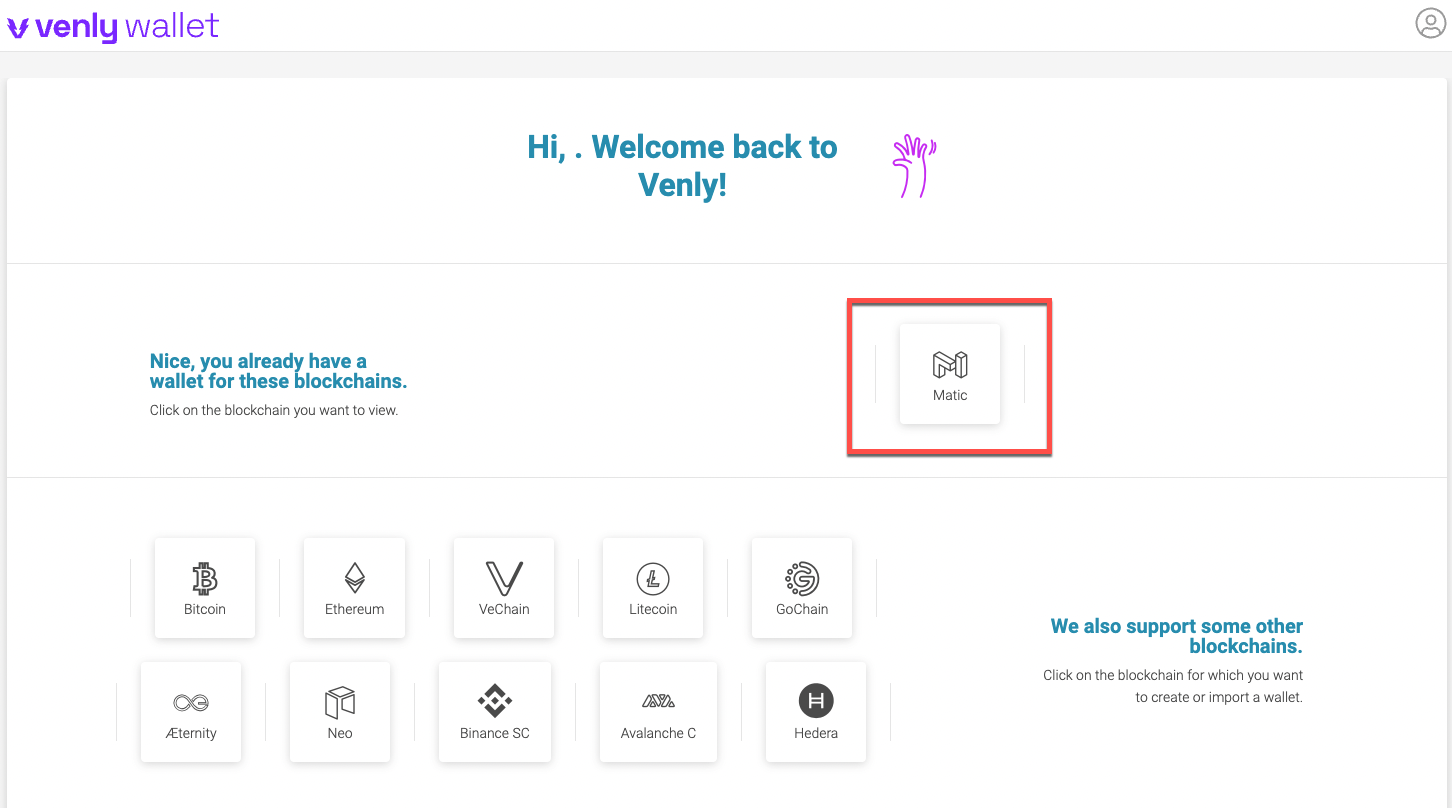 venly wallet
Hi, . Welcome back to
Venly!
Nice, you already have a
wallet for these blockchains.
Click on the blockchain you want to view.
Matic
Bitcoin
Ethereum
VeChain
Litecoin
GoChain
Æternity
Neo
Binance SC
Avalanche C
Hedera
We also support some other
blockchains.
Click on the blockchain for which you want
to create or import a wallet.